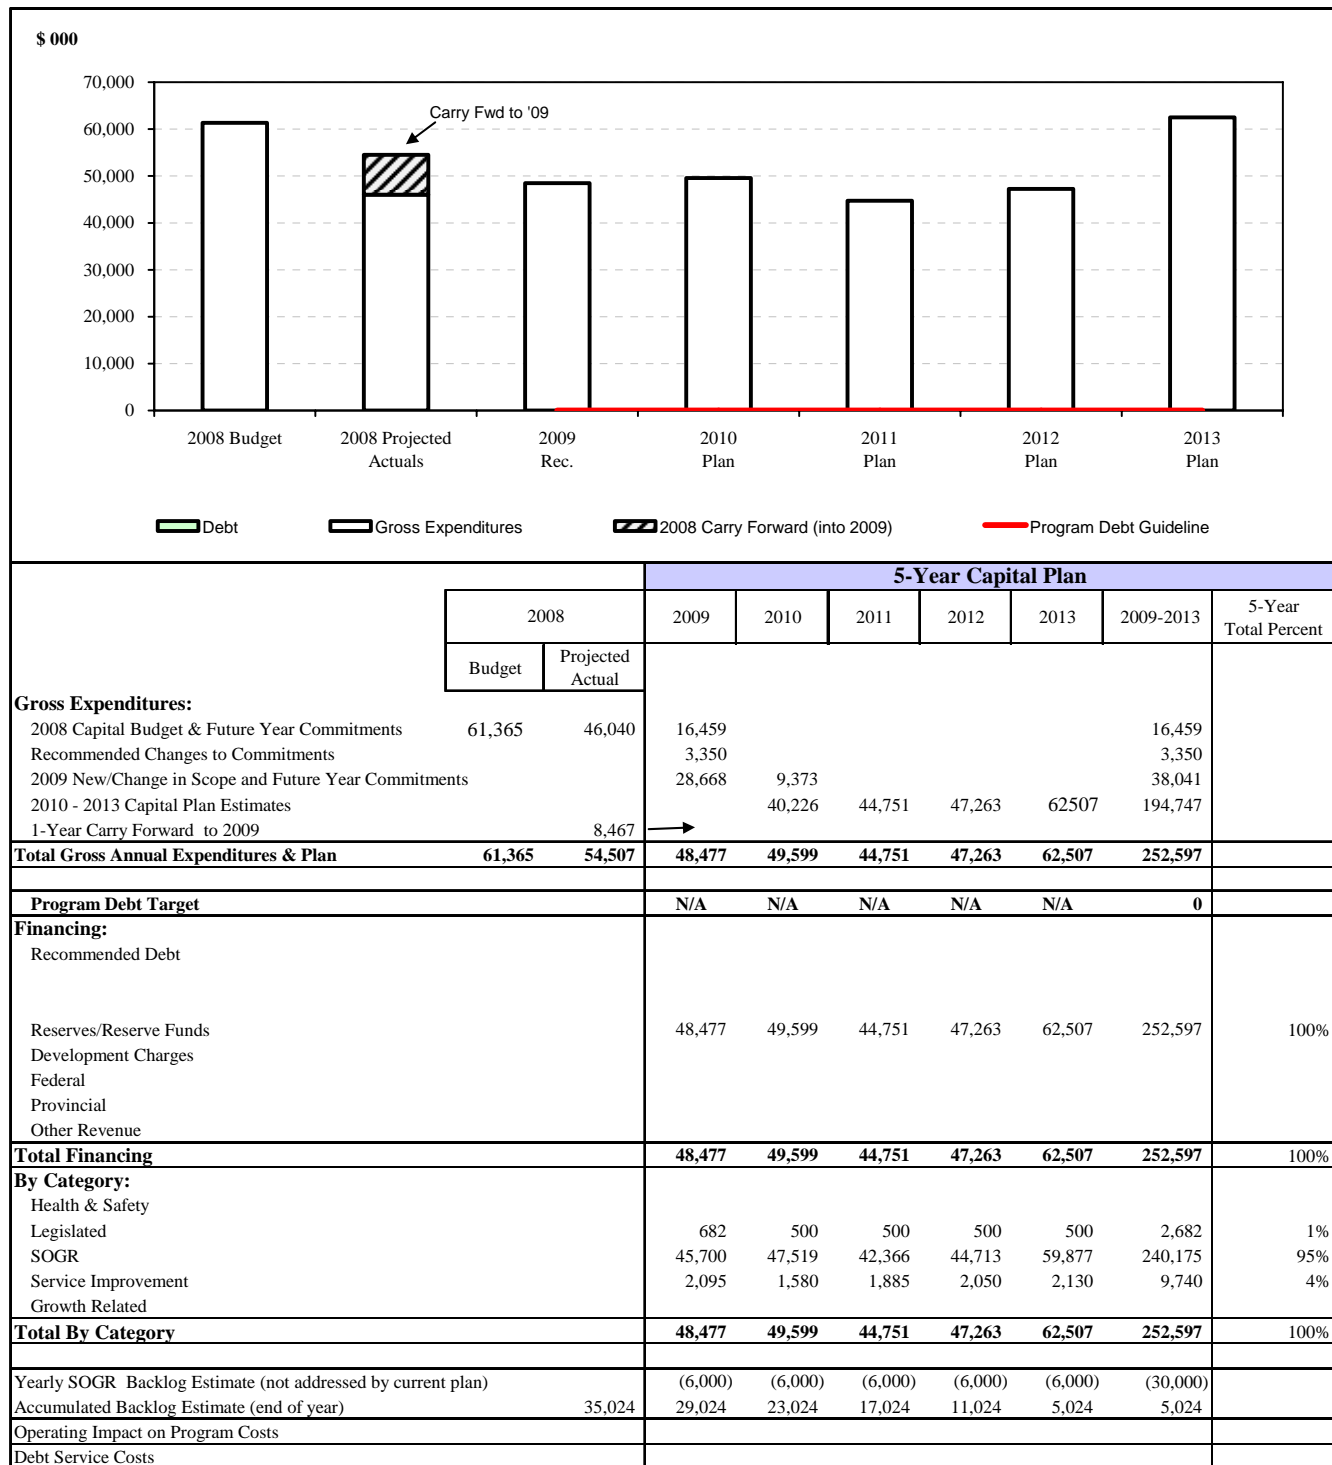 $ 000
70,000
60,000
50,000
40,000
30,000
20,000
10,000
0
Carry Fwd to '09
2008 Budget 2008 Projected 2009 2010 2011 2012 2013
Actuals Rec. Plan Plan Plan Plan
Debt Gross Expenditures 2008 Carry Forward (into 2009) Program Debt Guideline
5-Year Capital Plan
2008 2009 2010 2011 2012 2013 2009-2013 5-Year
Total Percent
Budget Projected
Actual
Gross Expenditures:
2008 Capital Budget & Future Year Commitments 61,365 46,040 16,459 16,459
Recommended Changes to Commitments 3,350 3,350
2009 New/Change in Scope and Future Year Commitments 28,668 9,373 38,041
2010 - 2013 Capital Plan Estimates 40,226 44,751 47,263 62507 194,747
1-Year Carry Forward to 2009 8,467
Total Gross Annual Expenditures & Plan 61,365 54,507 48,477 49,599 44,751 47,263 62,507 252,597
Program Debt Target N/A N/A N/A N/A N/A 0
Financing:
Recommended Debt
Reserves/Reserve Funds 48,477 49,599 44,751 47,263 62,507 252,597 100%
Development Charges
Federal
Provincial
Other Revenue
Total Financing 48,477 49,599 44,751 47,263 62,507 252,597 100%
By Category:
Health & Safety
Legislated 682 500 500 500 500 2,682 1%
SOGR 45,700 47,519 42,366 44,713 59,877 240,175 95%
Service Improvement 2,095 1,580 1,885 2,050 2,130 9,740 4%
Growth Related
Total By Category 48,477 49,599 44,751 47,263 62,507 252,597 100%
Yearly SOGR Backlog Estimate (not addressed by current plan) (6,000) (6,000) (6,000) (6,000) (6,000) (30,000)
Accumulated Backlog Estimate (end of year) 35,024 29,024 23,024 17,024 11,024 5,024 5,024
Operating Impact on Program Costs
Debt Service Costs